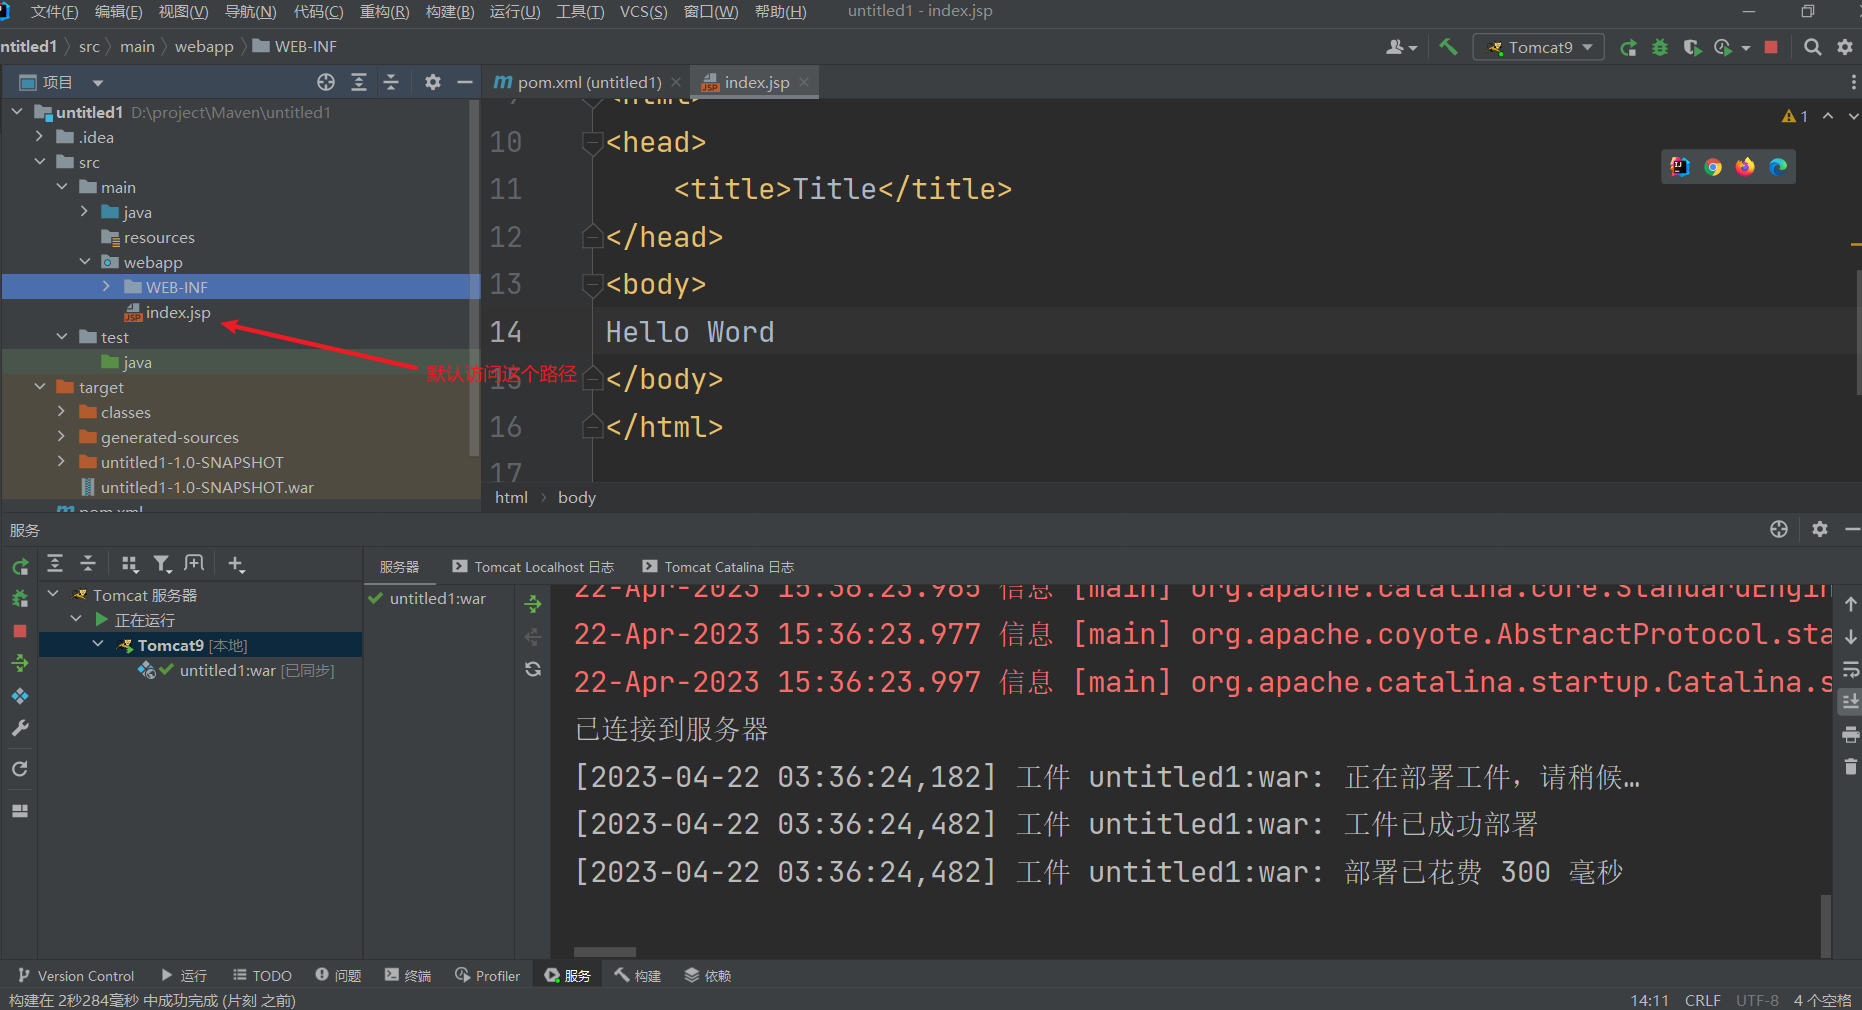 文件(F) 编辑(E) 视图(V) 导航(N) 代码(C) 重构(R) 构建(B) 运行(U) 工具(T) VCS(S) 窗口(W) 帮助(H) untitled1 - index.jsp
ntitled1 src main webapp WEB-INF Tomcat9
项目
pom.xml (untitled1) index.jsp
untitled1 D:\project\Maven\untitled1
.idea
src
main
java
resources
webapp
WEB-INF
index.jsp
test
java
target
classes
generated-sources
untitled1-1.0-SNAPSHOT
untitled1-1.0-SNAPSHOT.war
pom.xml
默认访问这个路径
1
9 <html>
10 <head>
11 <title>Title</title>
12 </head>
13 <body>
14 Hello Word
15 </body>
16 </html>
17
html body
服务
服务器 Tomcat Localhost 日志 Tomcat Catalina 日志
Tomcat 服务器
正在运行
Tomcat9 [本地]
untitled1:war [已同步]
untitled1:war
22-Apr-2023 15:36:23.965 信息 [main] org.apache.catalina.core.StandardEngin
22-Apr-2023 15:36:23.977 信息 [main] org.apache.coyote.AbstractProtocol.sta
22-Apr-2023 15:36:23.997 信息 [main] org.apache.catalina.startup.Catalina.s
已连接到服务器
[2023-04-22 03:36:24,182] 工件 untitled1:war: 正在部署工件，请稍候…
[2023-04-22 03:36:24,482] 工件 untitled1:war: 工件已成功部署
[2023-04-22 03:36:24,482] 工件 untitled1:war: 部署已花费 300 毫秒
Version Control 运行 TODO 问题 终端 Profiler 服务 构建 依赖
构建在 2秒284毫秒 中成功完成 (片刻 之前) 14:11 CRLF UTF-8 4 个空格